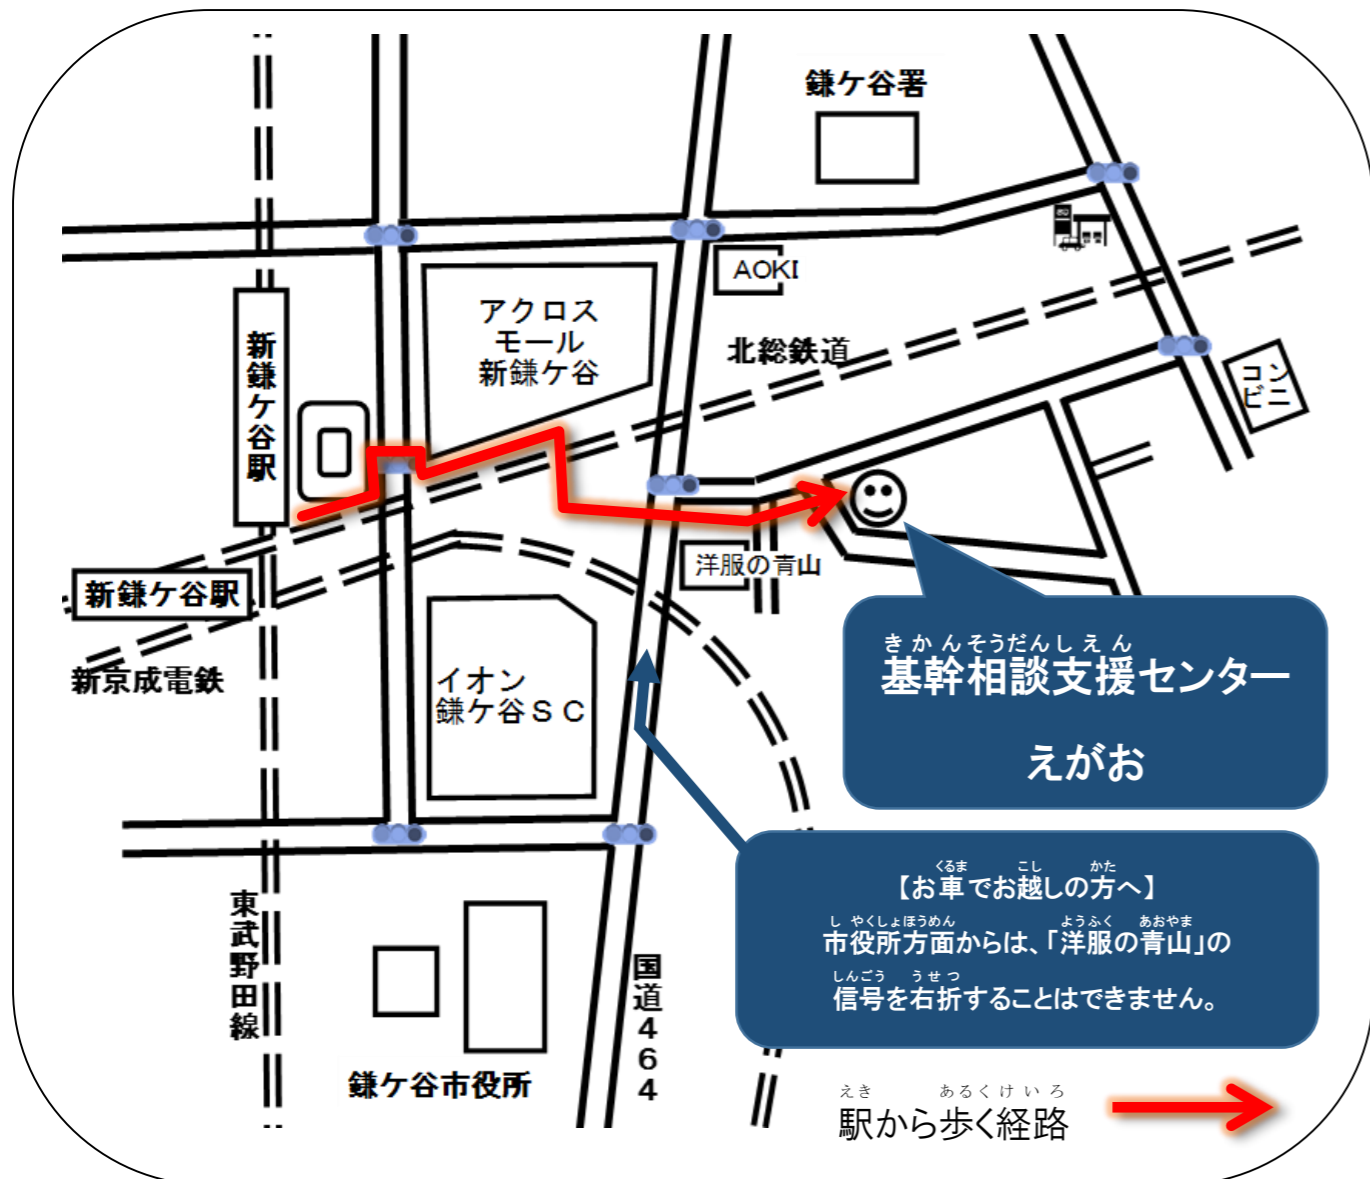 鎌ケ谷署
AOKI
アクロス
モール
新鎌ケ谷
北総鉄道
新鎌ケ谷駅
コンビニ
洋服の青山
新鎌ケ谷駅
新京成電鉄
イオン
鎌ケ谷ＳＣ
きかんそうだんしえん
基幹相談支援センター
えがお
くるま こし かた
【お車でお越しの方へ】
しやくしょほうめん ようふく あおやま
市役所方面からは、「洋服の青山」の
しんごう うせつ
信号を右折することはできません。
東武野田線
国道４６４
鎌ケ谷市役所
えき あるくけいろ
駅から歩く経路